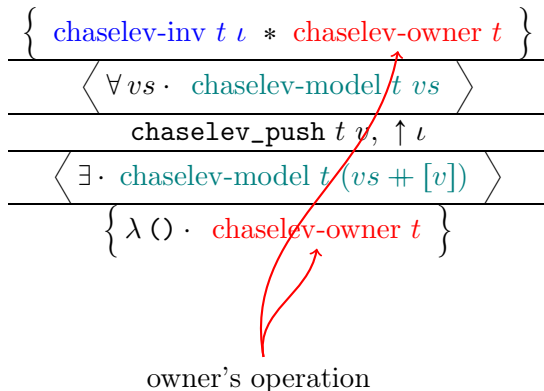 { chaselev-inv t ι ∗ chaselev-owner t }
⟨ ∀ vs · chaselev-model t vs ⟩
chaselev_push t v, ↑ ι
⟨ ∃ · chaselev-model t (vs ⧺ [v]) ⟩
{ λ () · chaselev-owner t }
owner's operation